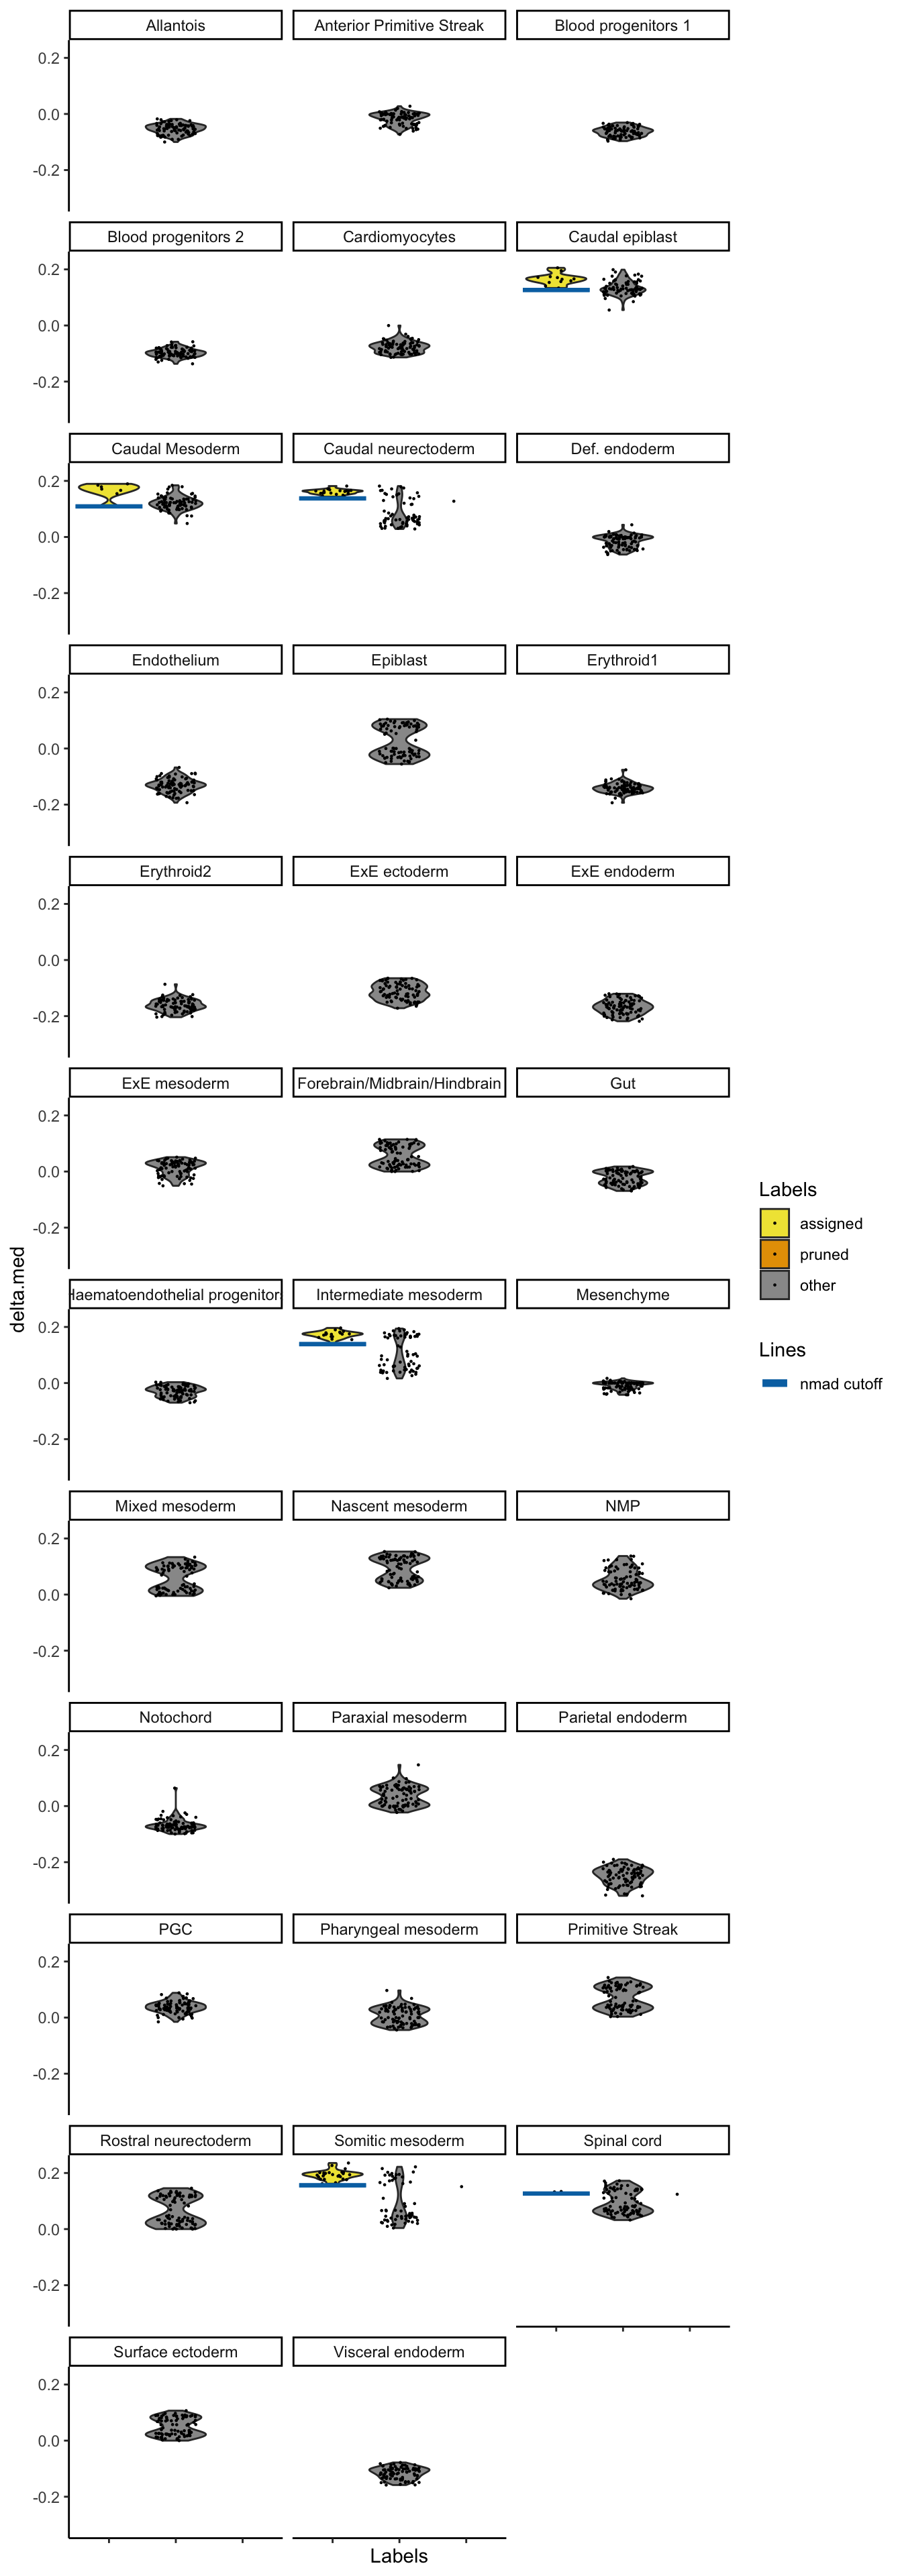 Allantois
Anterior Primitive Streak
Blood progenitors 1
0.2
0.0
-0.2
Blood progenitors 2
Cardiomyocytes
Caudal epiblast
0.2
0.0
-0.2
Caudal Mesoderm
Caudal neurectoderm
Def. endoderm
0.2
0.0
-0.2
Endothelium
Epiblast
Erythroid1
0.2
0.0
-0.2
Erythroid2
ExE ectoderm
ExE endoderm
0.2
0.0
-0.2
ExE mesoderm
Forebrain/Midbrain/Hindbrain
Gut
0.2
0.0
-0.2
Haematoendothelial progenitors
Intermediate mesoderm
Mesenchyme
0.2
0.0
-0.2
Mixed mesoderm
Nascent mesoderm
NMP
0.2
0.0
-0.2
Notochord
Paraxial mesoderm
Parietal endoderm
0.2
0.0
-0.2
PGC
Pharyngeal mesoderm
Primitive Streak
0.2
0.0
-0.2
Rostral neurectoderm
Somitic mesoderm
Spinal cord
0.2
0.0
-0.2
Surface ectoderm
Visceral endoderm
0.2
0.0
-0.2
delta.med
Labels
Labels
assigned
pruned
other
Lines
nmad cutoff